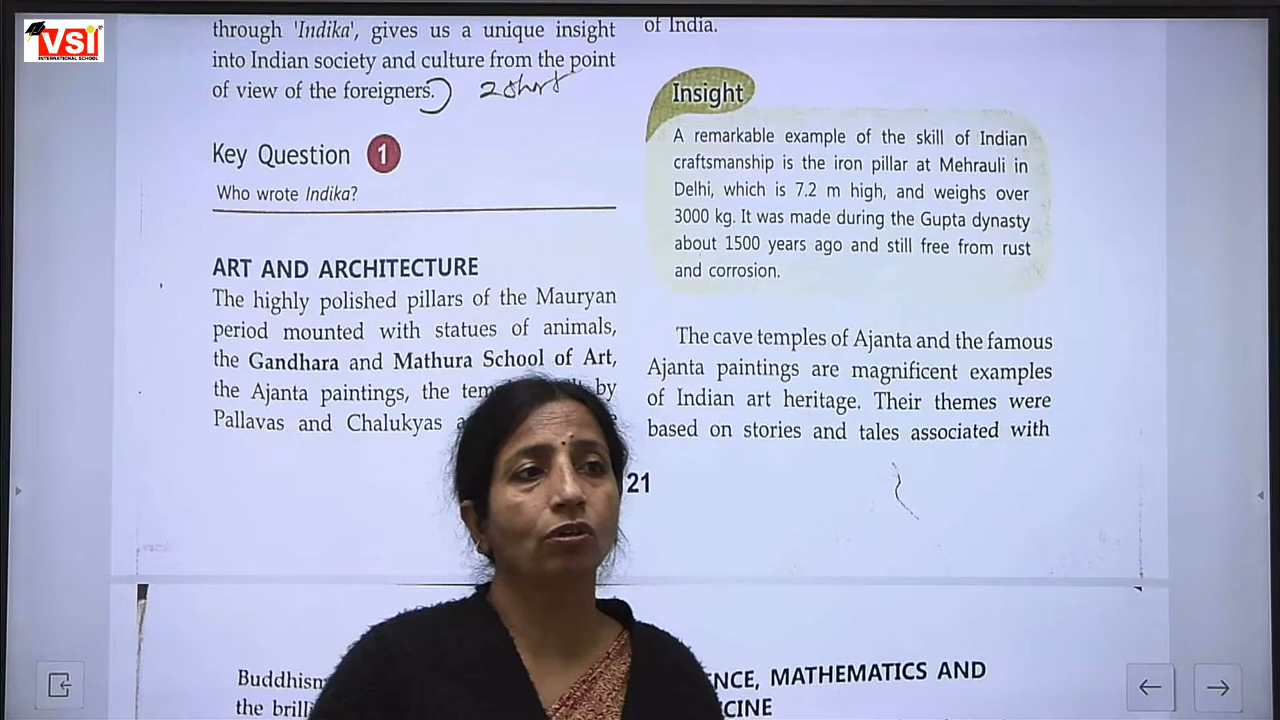 VSI
INTERNATIONAL SCHOOL
through 'Indika', gives us a unique insight
into Indian society and culture from the point
of view of the foreigners.) 2 short
Key Question 1
Who wrote Indika?
ART AND ARCHITECTURE
The highly polished pillars of the Mauryan
period mounted with statues of animals,
the Gandhara and Mathura School of Art,
the Ajanta paintings, the by
Pallavas and Chalukyas
of India.
Insight
A remarkable example of the skill of Indian
craftsmanship is the iron pillar at Mehrauli in
Delhi, which is 7.2 m high, and weighs over
3000 kg. It was made during the Gupta dynasty
about 1500 years ago and still free from rust
and corrosion.
The cave temples of Ajanta and the famous
Ajanta paintings are magnificent examples
of Indian art heritage. Their themes were
based on stories and tales associated with
21
Buddhism
the
MATHEMATICS AND